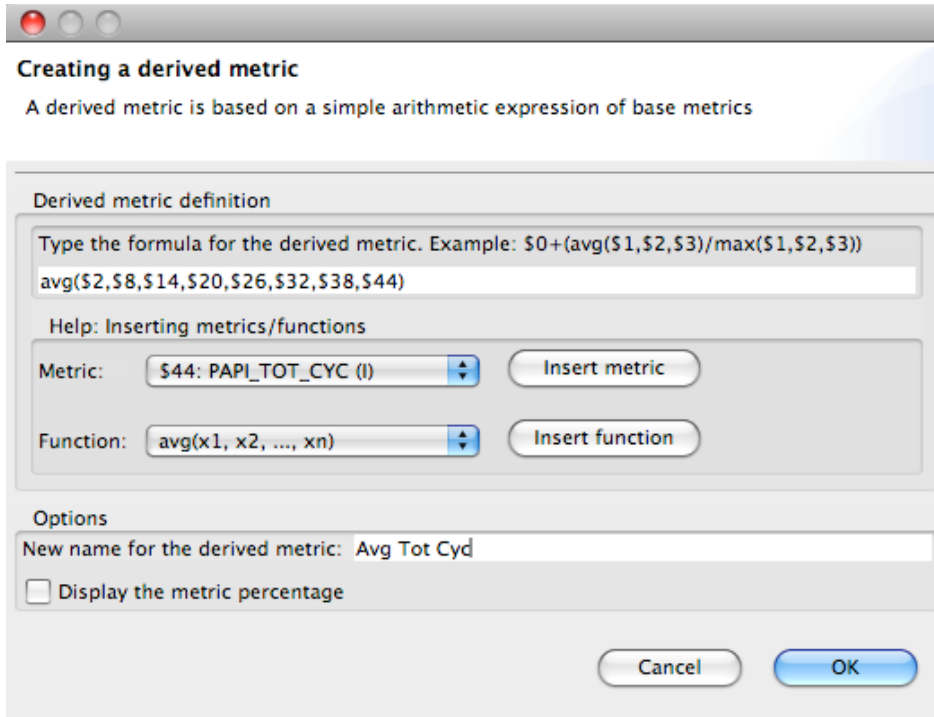 Creating a derived metric
A derived metric is based on a simple arithmetic expression of base metrics
Derived metric definition
Type the formula for the derived metric. Example: $0+(avg($1,$2,$3)/max($1,$2,$3))
avg($2,$8,$14,$20,$26,$32,$38,$44)
Help: Inserting metrics/functions
Metric: $44: PAPI_TOT_CYC (I) Insert metric
Function: avg(x1, x2, ..., xn) Insert function
Options
New name for the derived metric: Avg Tot Cyc
Display the metric percentage
Cancel OK